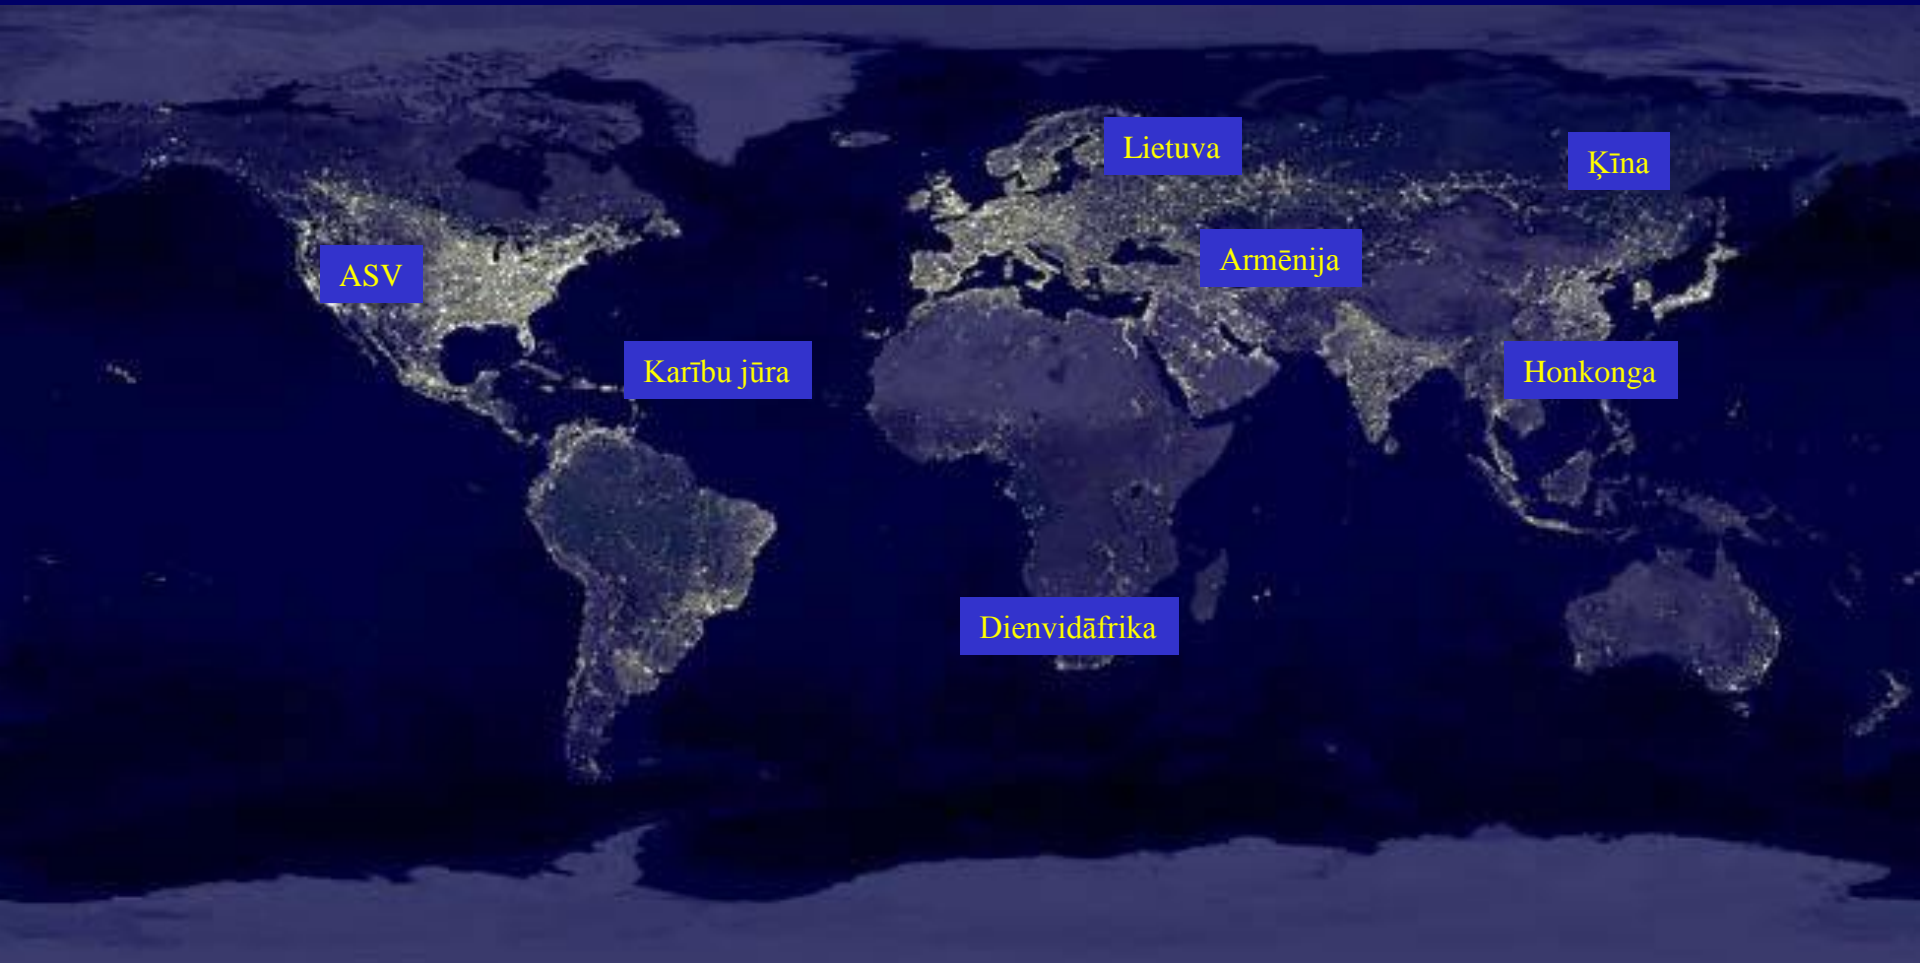 Lietuva
Ķīna
Armēnija
ASV
Karību jūra
Honkonga
Dienvidāfrika